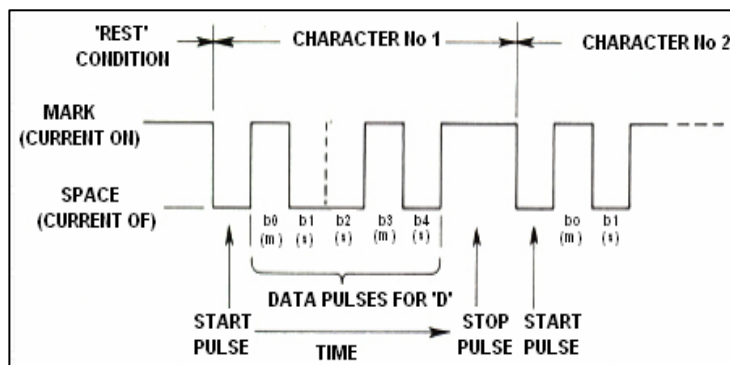 'REST' CONDITION
CHARACTER No 1
CHARACTER No 2
MARK
(CURRENT ON)
SPACE
(CURRENT OF)
b0 b1 b2 b3 b4 bo b1
(m) (s) (s) (m) (s) (m) (s)
DATA PULSES FOR 'D'
START PULSE
TIME
STOP PULSE
START PULSE